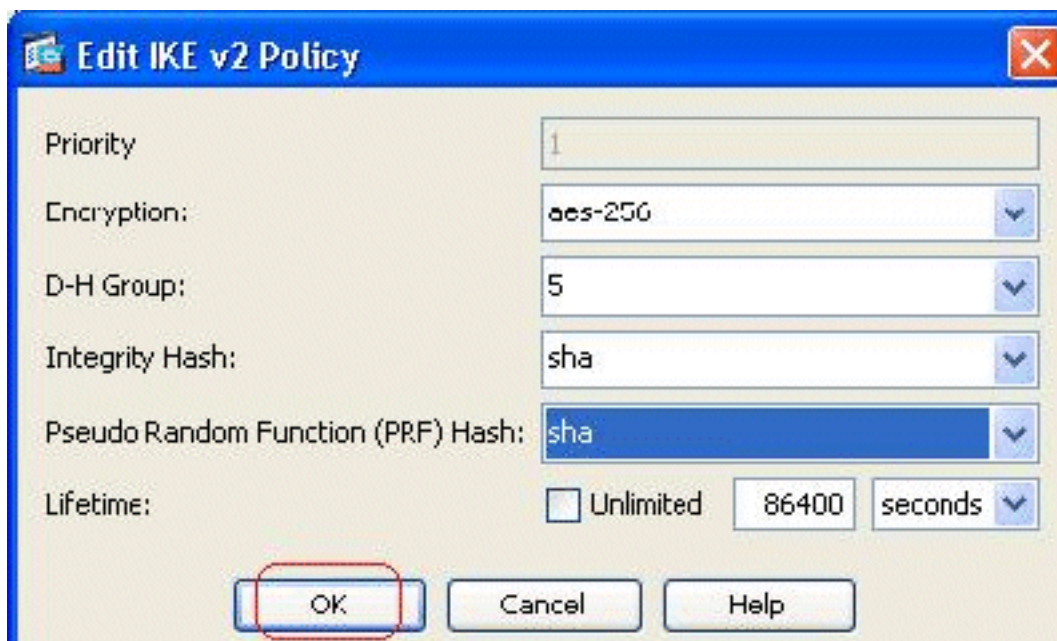 Edit IKE v2 Policy
Priority 1
Encryption: aes-256
D-H Group: 5
Integrity Hash: sha
Pseudo Random Function (PRF) Hash: sha
Lifetime: Unlimited 86400 seconds
OK Cancel Help